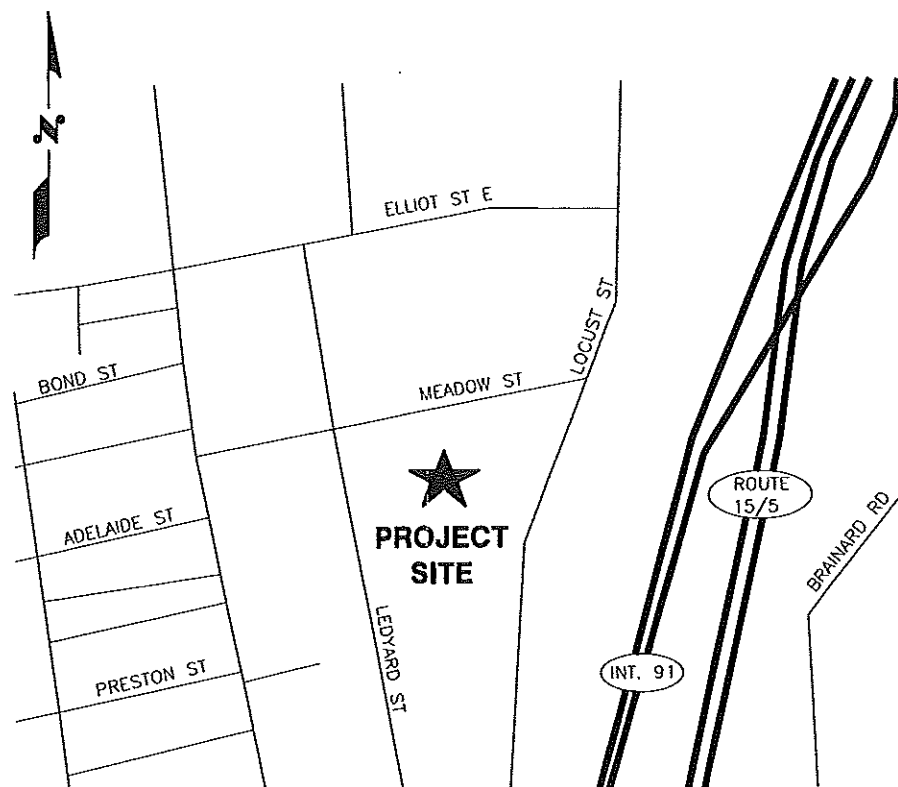 N
ELLIOT ST E
LOCUST ST
BOND ST
MEADOW ST
ROUTE
15/5
ADELAIDE ST
PROJECT
SITE
BRAINARD RD
LEDYARD ST
PRESTON ST
INT. 91